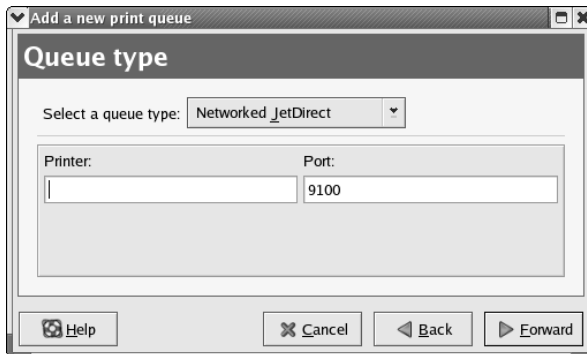 Add a new print queue
Queue type
Select a queue type: Networked JetDirect
Printer: Port:
9100
Help Cancel Back Forward